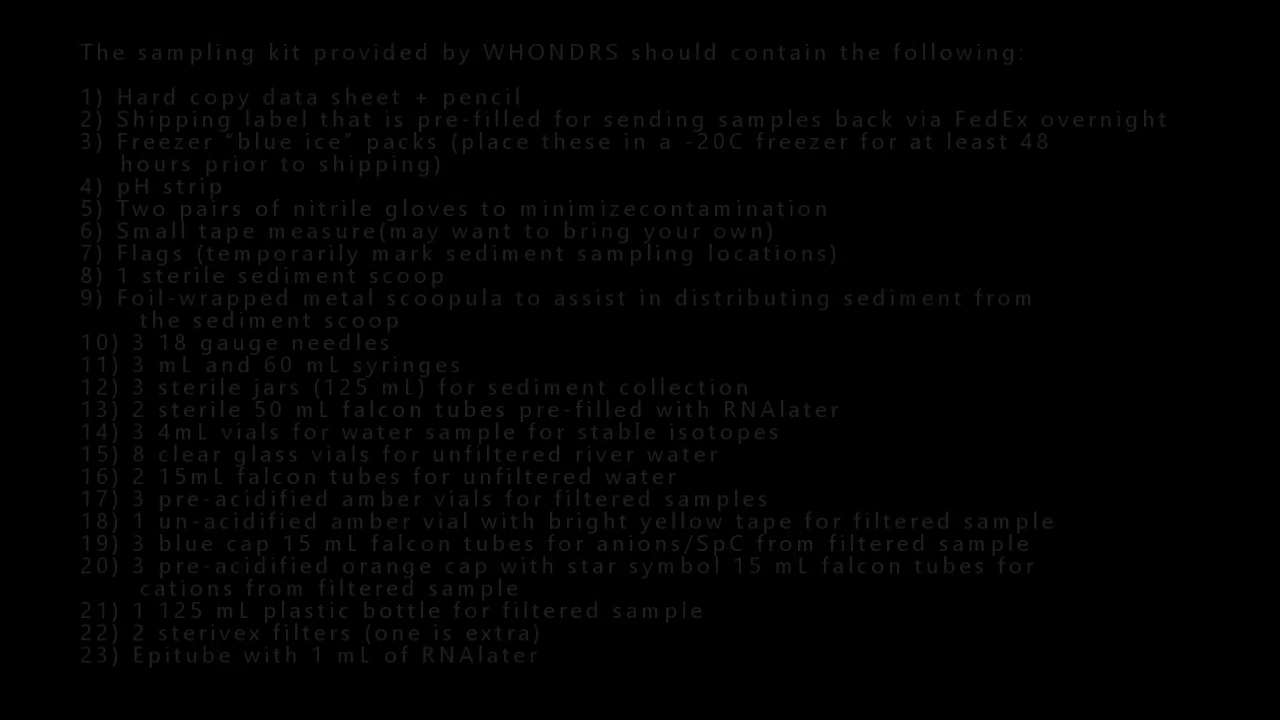 The sampling kit provided by WHONDRS should contain the following:
1) Hard copy data sheet + pencil
2) Shipping label that is pre-filled for sending samples back via FedEx overnight
3) Freezer “blue ice” packs (place these in a -20C freezer for at least 48
hours prior to shipping)
4) pH strip
5) Two pairs of nitrile gloves to minimizecontamination
6) Small tape measure(may want to bring your own)
7) Flags (temporarily mark sediment sampling locations)
8) 1 sterile sediment scoop
9) Foil-wrapped metal scoopula to assist in distributing sediment from
the sediment scoop
10) 3 18 gauge needles
11) 3 mL and 60 mL syringes
12) 3 sterile jars (125 mL) for sediment collection
13) 2 sterile 50 mL falcon tubes pre-filled with RNAlater
14) 3 4mL vials for water sample for stable isotopes
15) 8 clear glass vials for unfiltered river water
16) 2 15mL falcon tubes for unfiltered water
17) 3 pre-acidified amber vials for filtered samples
18) 1 un-acidified amber vial with bright yellow tape for filtered sample
19) 3 blue cap 15 mL falcon tubes for anions/SpC from filtered sample
20) 3 pre-acidified orange cap with star symbol 15 mL falcon tubes for
cations from filtered sample
21) 1 125 mL plastic bottle for filtered sample
22) 2 sterivex filters (one is extra)
23) Epitube with 1 mL of RNAlater